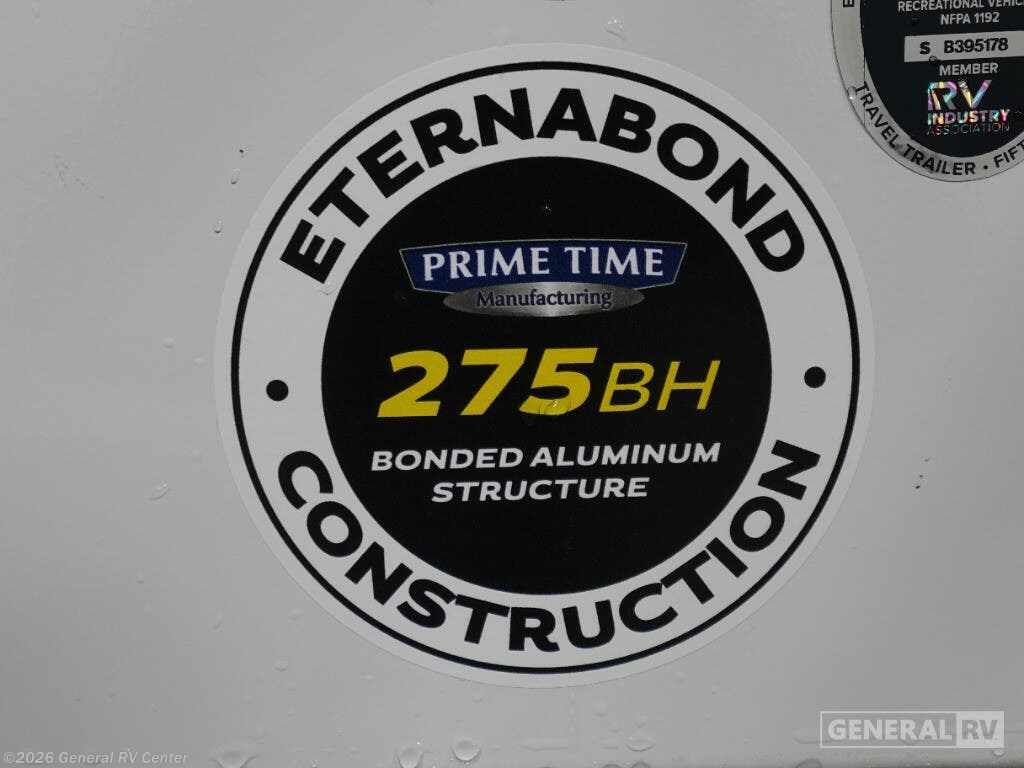 RECREATIONAL VEHIC
NFPA 1192
S B395178
MEMBER
RV
INDUSTRY
ASSOCIATION
TRAVEL TRAILER • FIFT
ETERNABOND
PRIME TIME
Manufacturing
275BH
BONDED ALUMINUM
STRUCTURE
CONSTRUCTION
GENERAL RV
©2026 General RV Center